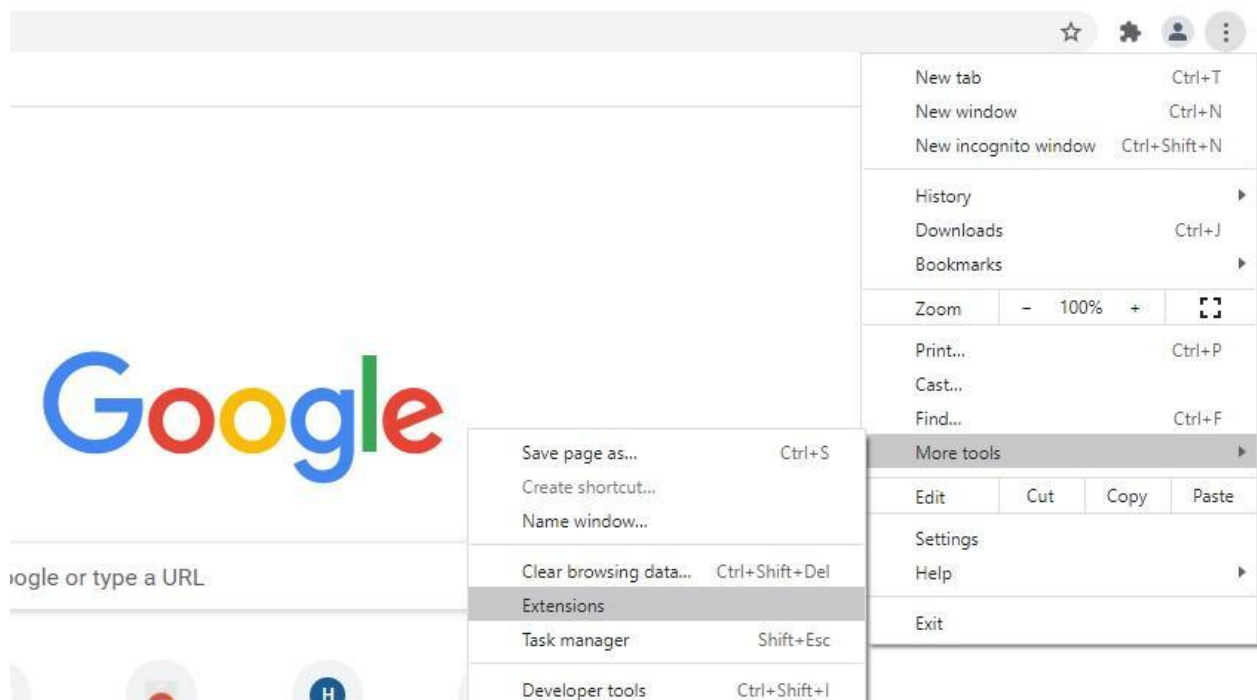 New tab Ctrl+T
New window Ctrl+N
New incognito window Ctrl+Shift+N
History
Downloads Ctrl+J
Bookmarks
Zoom - 100% +
Print... Ctrl+P
Cast...
Find... Ctrl+F
More tools
Edit Cut Copy Paste
Settings
Help
Exit
Google
Save page as... Ctrl+S
Create shortcut...
Name window...
Clear browsing data... Ctrl+Shift+Del
Extensions
Task manager Shift+Esc
Developer tools Ctrl+Shift+I
oogle or type a URL
H